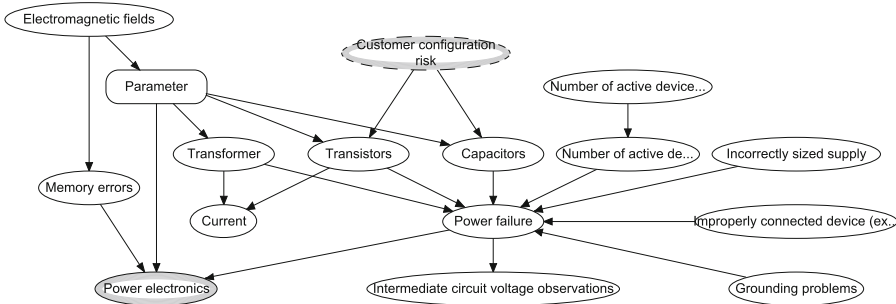 Electromagnetic fields
Customer configuration
risk
Parameter
Number of active device...
Transformer
Transistors
Capacitors
Number of active de...
Incorrectly sized supply
Memory errors
Current
Power failure
Improperly connected device (ex...
Power electronics
Intermediate circuit voltage observations
Grounding problems